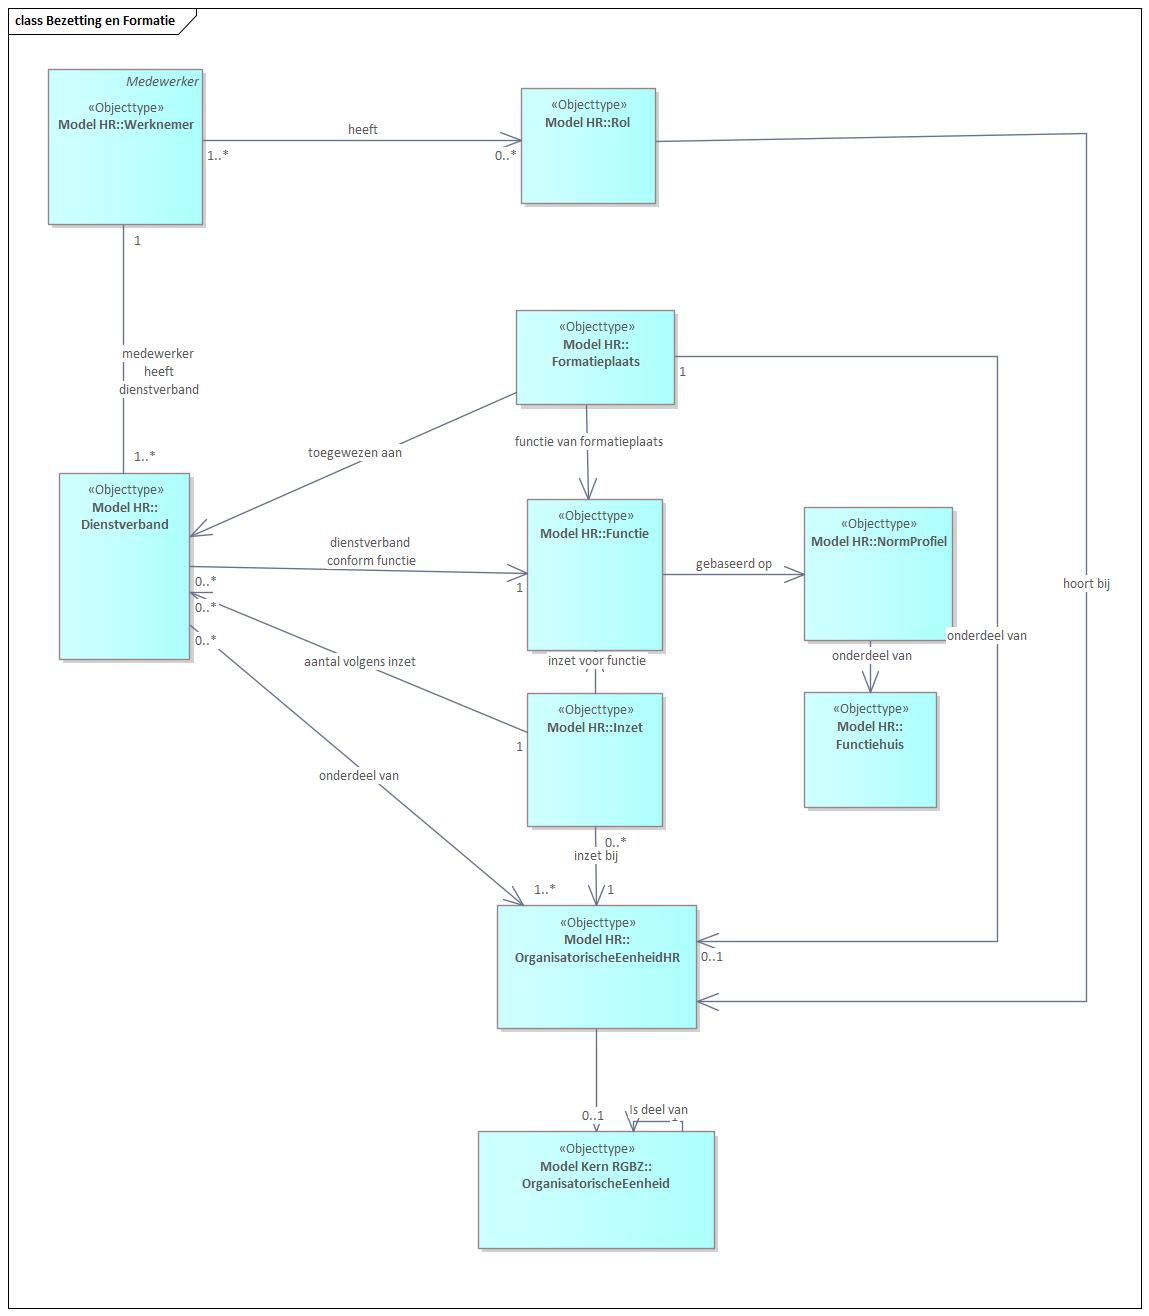 class Bezetting en Formatie
Medewerker
«Objecttype»
Model HR::Werknemer
heeft
1..*
0..*
«Objecttype»
Model HR::Rol
1
medewerker
heeft
dienstverband
1..*
«Objecttype»
Model HR::
Formatieplaats
1
toegewezen aan
functie van formatieplaats
«Objecttype»
Model HR::
Dienstverband
dienstverband
conform functie
0..*
1
0..*
0..*
«Objecttype»
Model HR::Functie
gebaseerd op
«Objecttype»
Model HR::NormProfiel
hoort bij
onderdeel van
onderdeel van
inzet voor functie
aantal volgens inzet
1
«Objecttype»
Model HR::Inzet
«Objecttype»
Model HR::
Functiehuis
onderdeel van
0..*
inzet bij
1..*
1
«Objecttype»
Model HR::
OrganisatorischeEenheidHR
0..1
0..1
Is deel van
«Objecttype»
Model Kern RGBZ::
OrganisatorischeEenheid